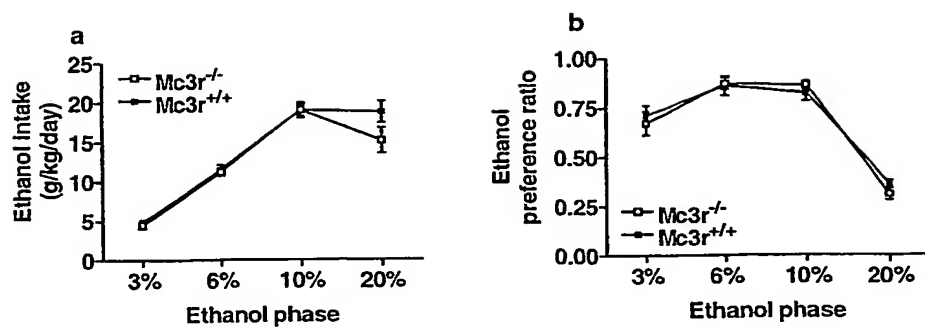 a
Mc3r-/-
Mc3r+/+
Ethanol Intake
(g/kg/day)
25
20
15
10
5
0
3% 6% 10% 20%
Ethanol phase
b
Ethanol
preference ratio
1.00
0.75
0.50
0.25
0.00
Mc3r-/-
Mc3r+/+
3% 6% 10% 20%
Ethanol phase